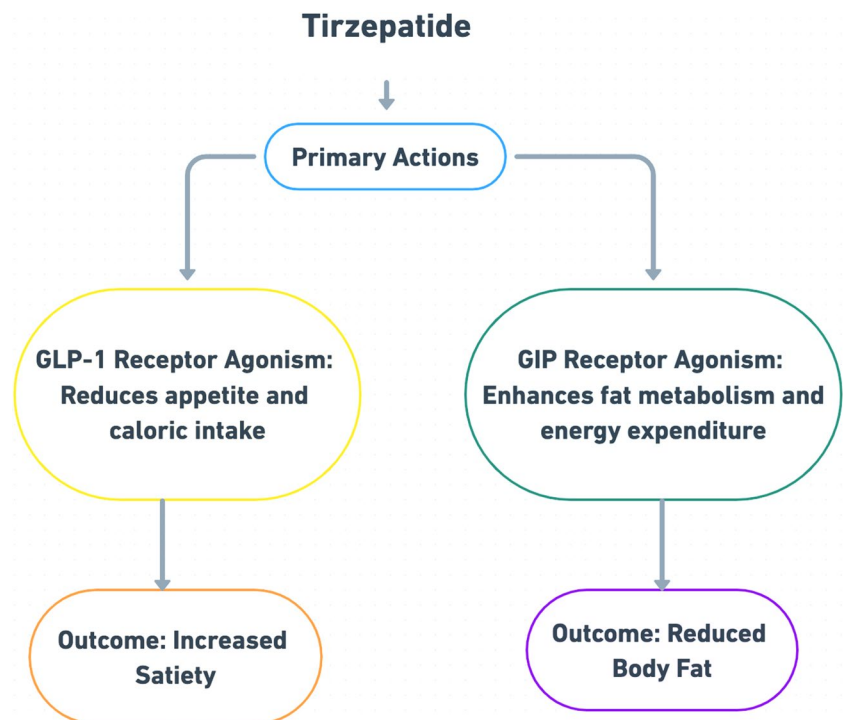 Tirzepatide
Primary Actions
GLP-1 Receptor Agonism:
Reduces appetite and
caloric intake
GIP Receptor Agonism:
Enhances fat metabolism and
energy expenditure
Outcome: Increased
Satiety
Outcome: Reduced
Body Fat